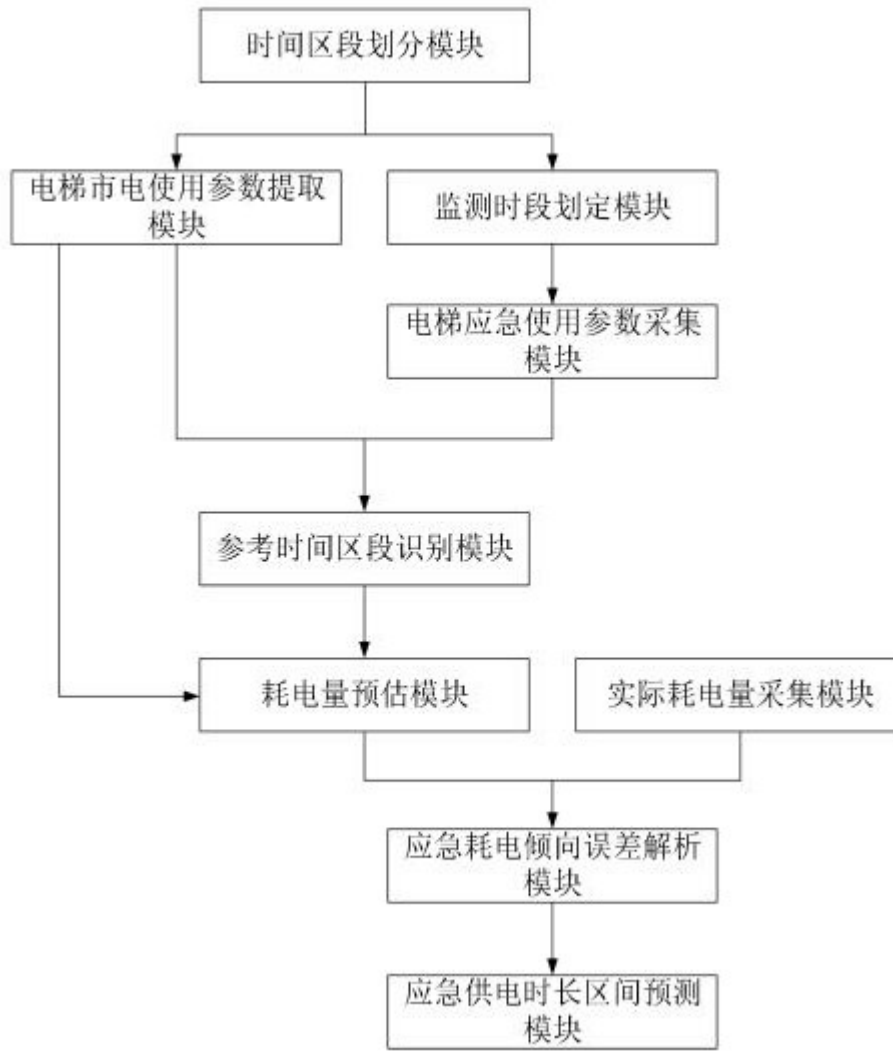 时间区段划分模块
电梯市电使用参数提取
模块
监测时段划定模块
电梯应急使用参数采集
模块
参考时间区段识别模块
耗电量预估模块
实际耗电量采集模块
应急耗电倾向误差解析
模块
应急供电时长区间预测
模块